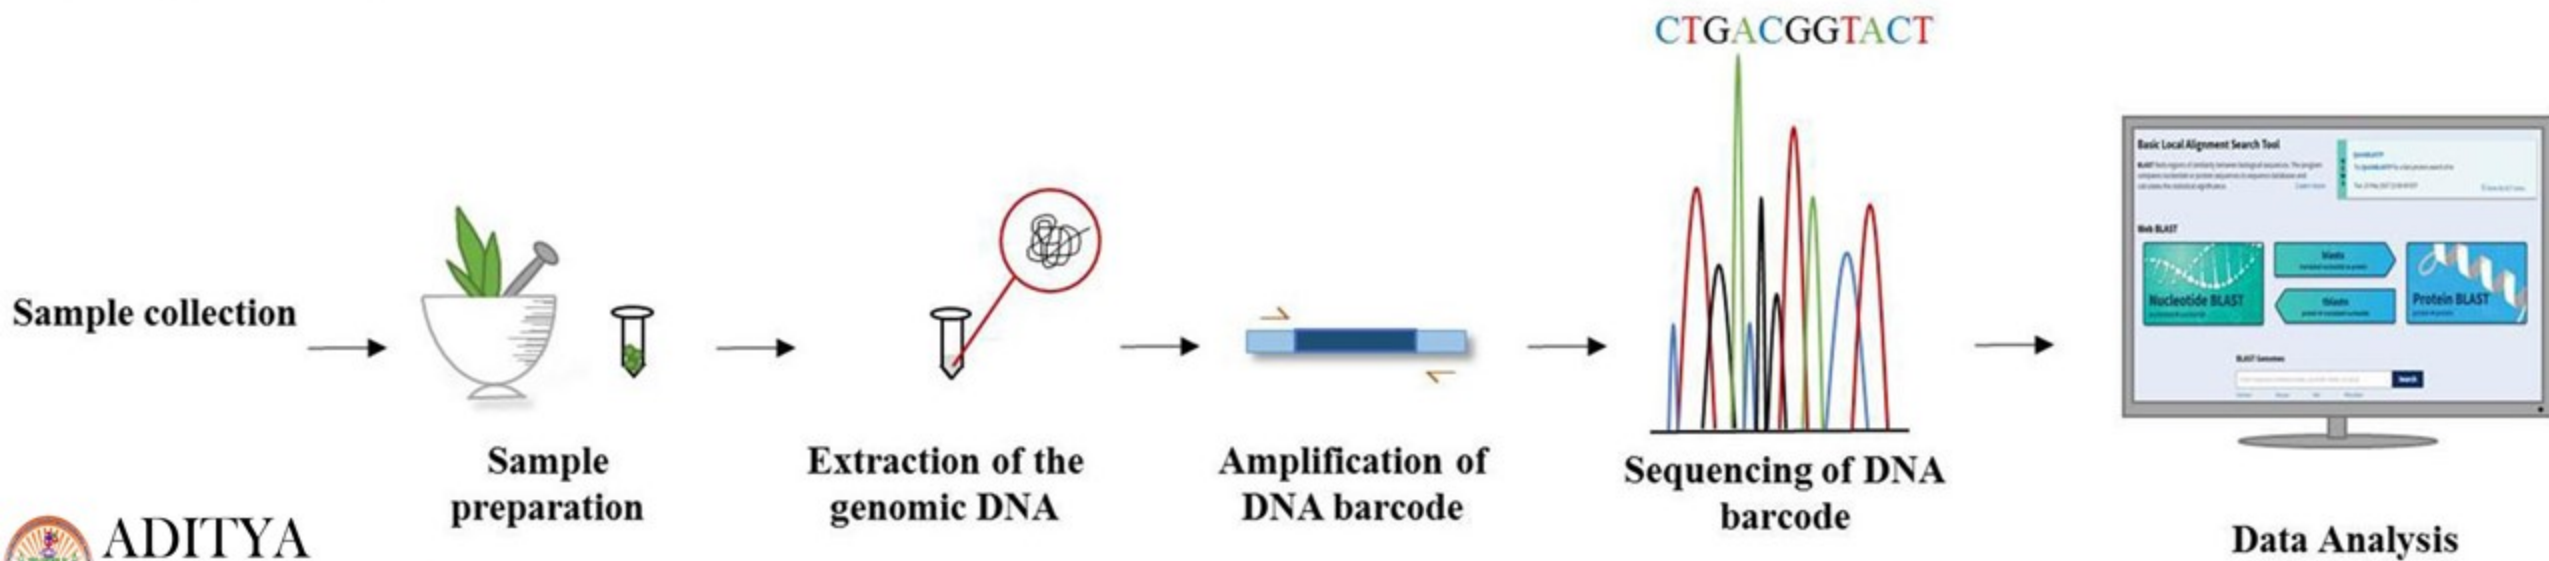 CTGACGGTACT
Sample collection
Sample
preparation
Extraction of the
genomic DNA
Amplification of
DNA barcode
Sequencing of DNA
barcode
Basic Local Alignment Search Tool
Web BLAST
Nucleotide BLAST
blastx
tblastn
Protein BLAST
BLAST Genomes
Search
Data Analysis
ADITYA